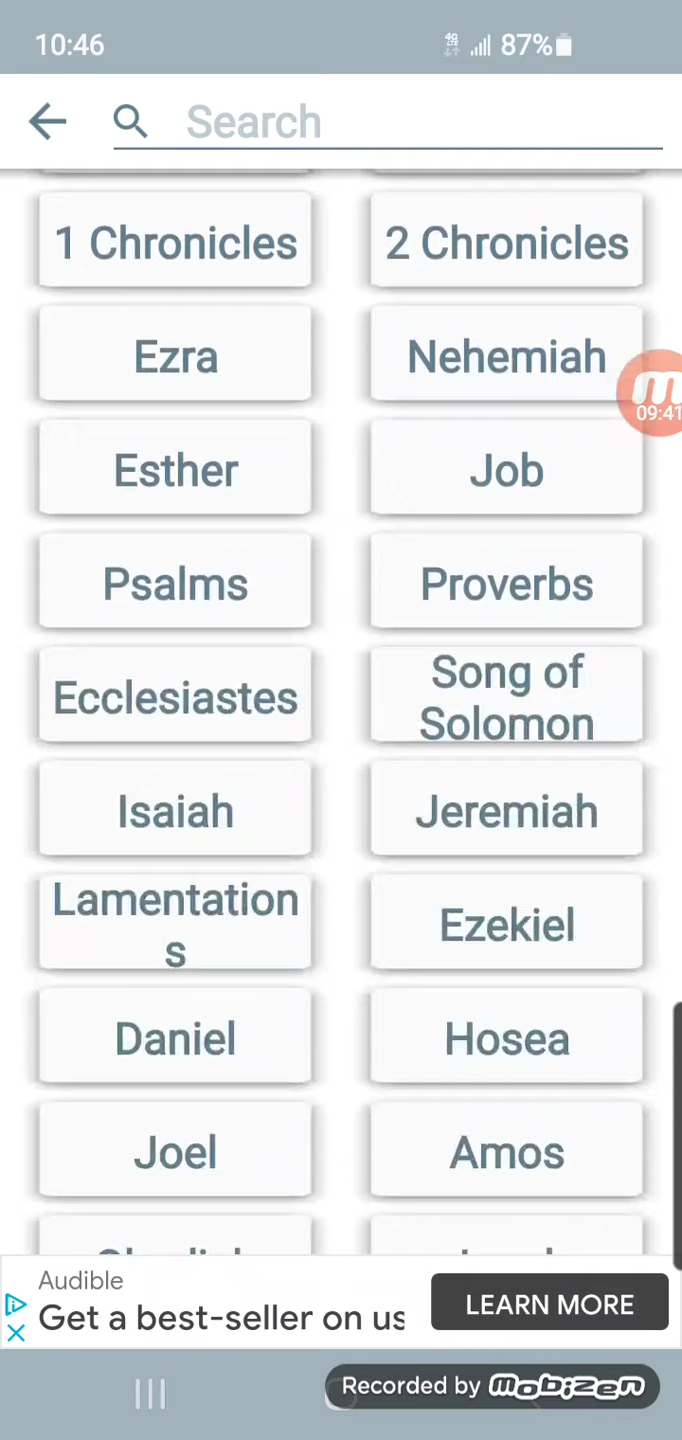 10:46 4G LTE 87%
Search
1 Chronicles 2 Chronicles
Ezra Nehemiah
09:41
Esther Job
Psalms Proverbs
Ecclesiastes Song of
Solomon
Isaiah Jeremiah
Lamentation
s
Ezekiel
Daniel Hosea
Joel Amos
Audible
Get a best-seller on us
LEARN MORE
Recorded by mobizen